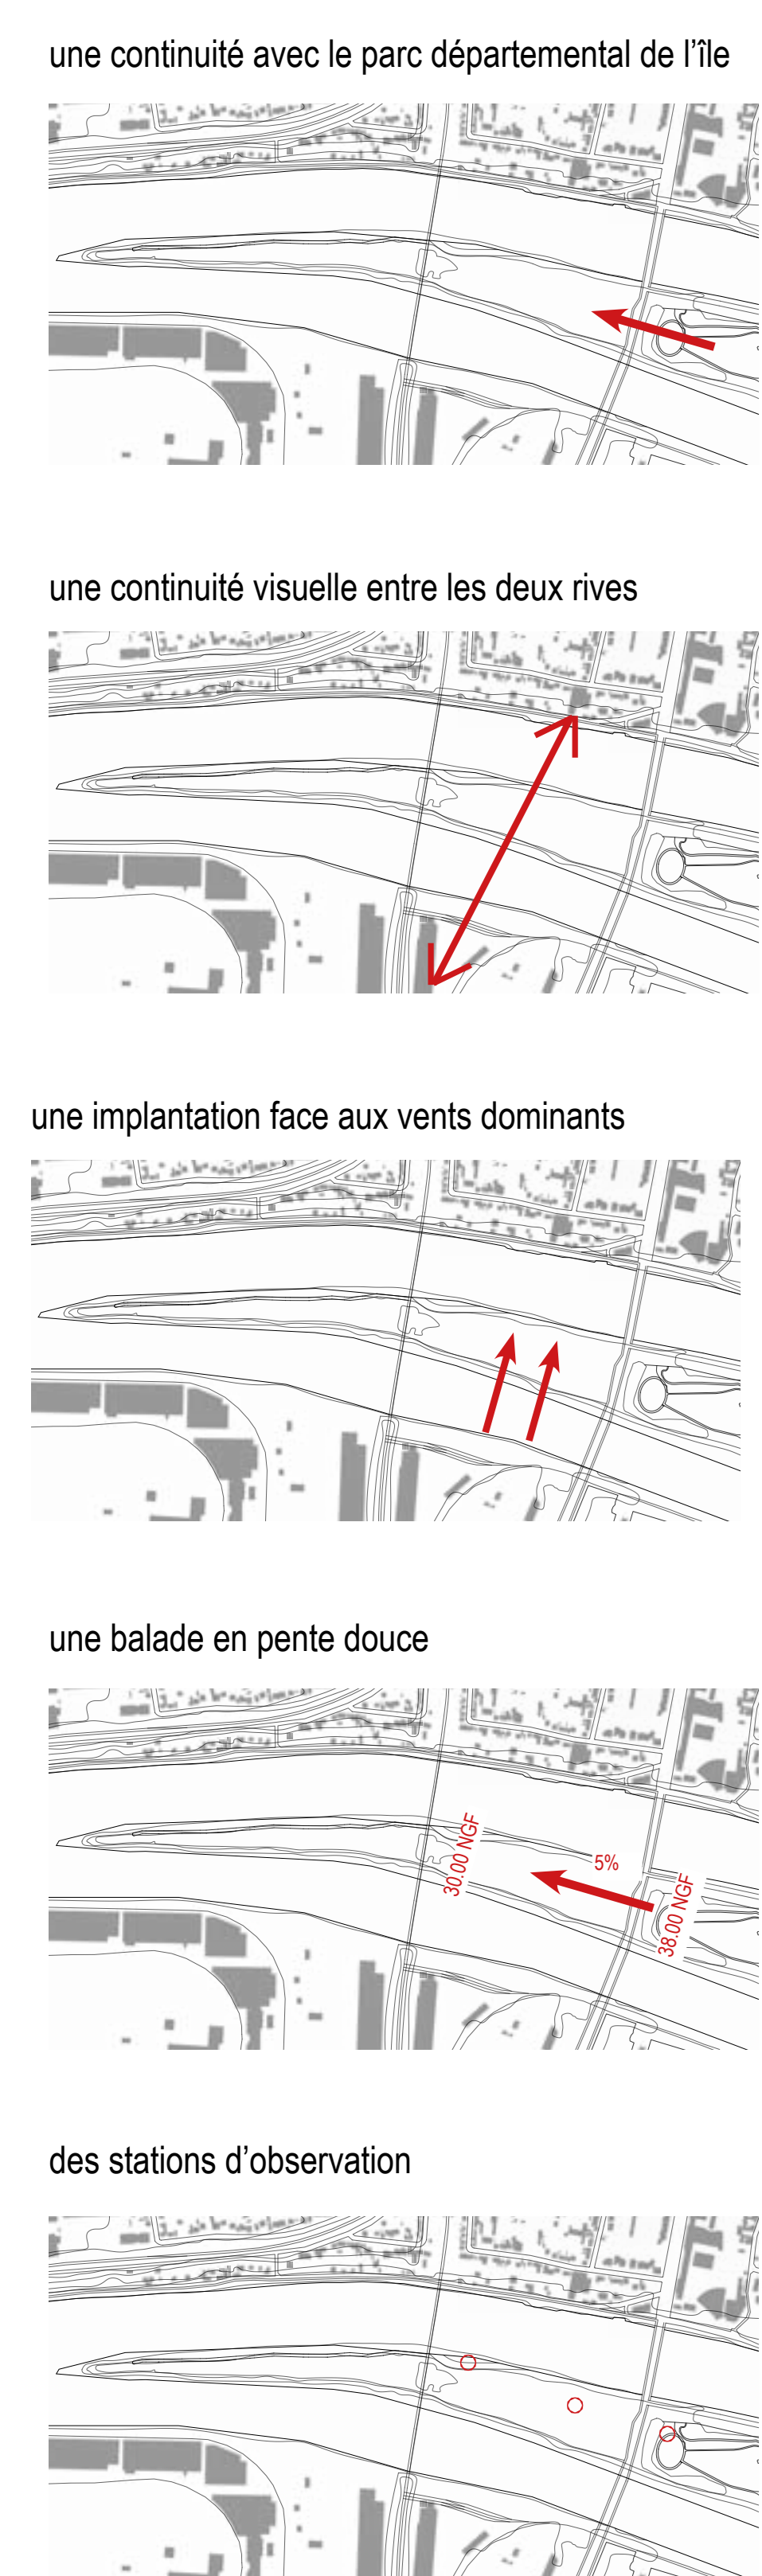 une continuité avec le parc départemental de l'île
une continuité visuelle entre les deux rives
une implantation face aux vents dominants
une balade en pente douce
30.00 NGF
5%
38.00 NGF
des stations d'observation